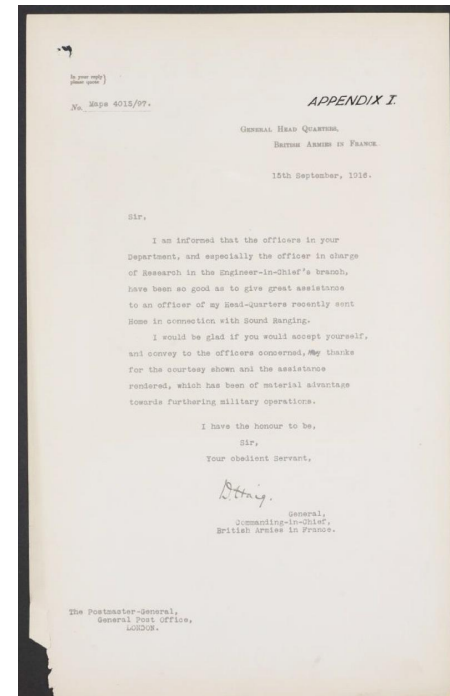 In your reply
please quote }
No. Maps 4013/97.
APPENDIX I.
GENERAL HEAD QUARTERS,
BRITISH ARMIES IN FRANCE.
15th September, 1916.
Sir,
I am informed that the officers in your
Department, and especially the officer in charge
of Research in the Engineer-in-Chief's branch,
have been so good as to give great assistance
to an officer of my Head-Quarters recently sent
Home in connection with Sound Ranging.
I would be glad if you would accept yourself,
and convey to the officers concerned, my thanks
for the courtesy shown and the assistance
rendered, which has been of material advantage
towards furthering military operations.
I have the honour to be,
Sir,
Your obedient Servant,
D. Haig.
General,
Commanding-in-Chief,
British Armies in France.
The Postmaster-General,
General Post Office,
LONDON.